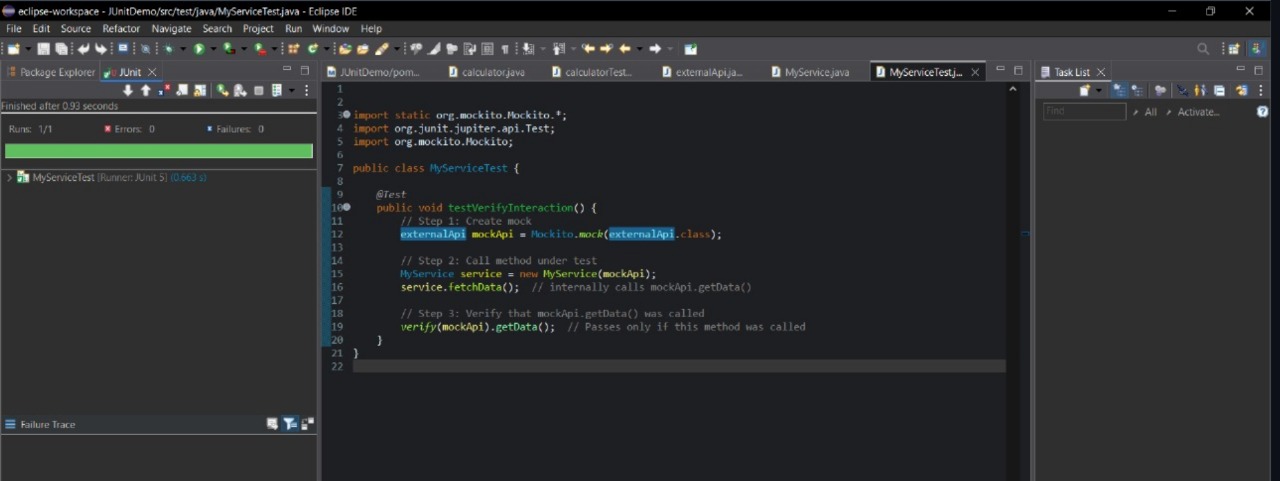 eclipse-workspace - JUnitDemo/src/test/java/MyServiceTest.java - Eclipse IDE
File Edit Source Refactor Navigate Search Project Run Window Help
Package Explorer JUnit
Finished after 0.93 seconds
Runs: 1/1 Errors: 0 Failures: 0
MyServiceTest [Runner: JUnit 5] (0.663 s)
Failure Trace
JUnitDemo/pom... calculator.java calculatorTest... externalApi.ja... MyService.java MyServiceTest.j...
1
2
3 import static org.mockito.Mockito.*;
4 import org.junit.jupiter.api.Test;
5 import org.mockito.Mockito;
6
7 public class MyServiceTest {
8
9 @Test
10 public void testVerifyInteraction() {
11 // Step 1: Create mock
12 externalApi mockApi = Mockito.mock(externalApi.class);
13
14 // Step 2: Call method under test
15 MyService service = new MyService(mockApi);
16 service.fetchData();  // internally calls mockApi.getData()
17
18 // Step 3: Verify that mockApi.getData() was called
19 verify(mockApi).getData();  // Passes only if this method was called
20 }
21 }
22
Task List
Find All Activate...